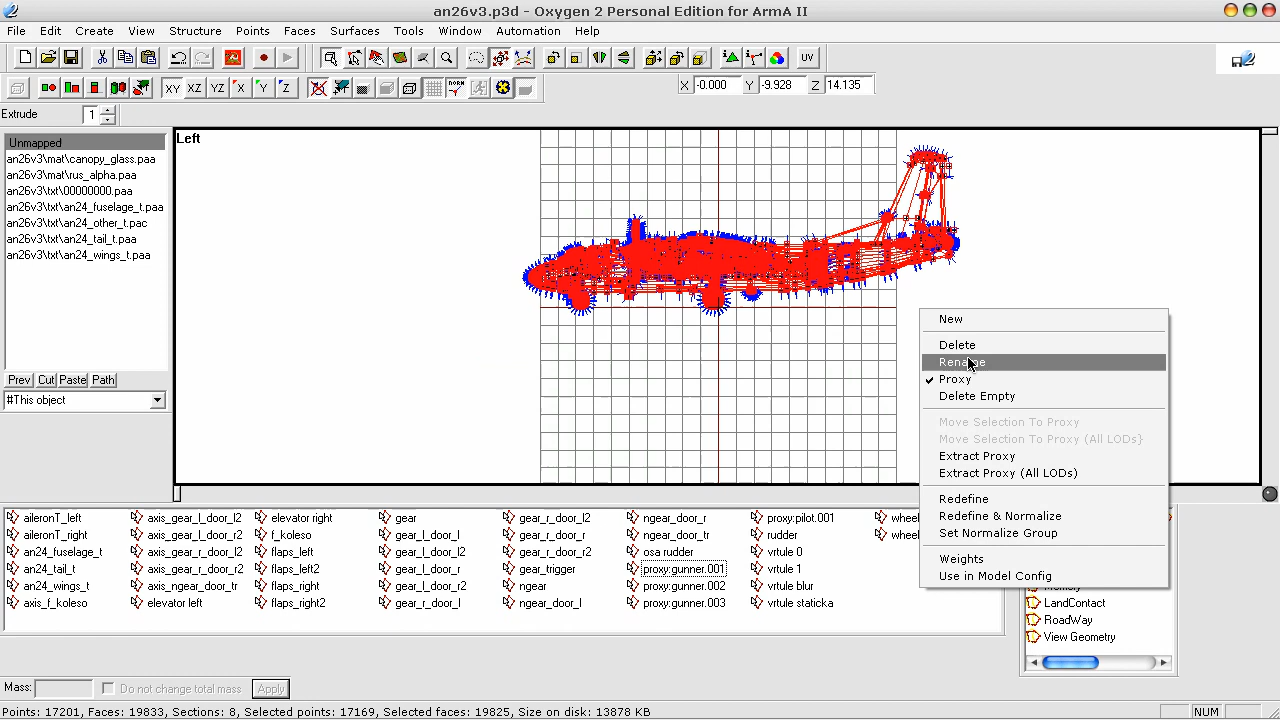 an26v3.p3d - Oxygen 2 Personal Edition for ArmA II
File Edit Create View Structure Points Faces Surfaces Tools Window Automation Help
UV
XY XZ YZ X Y Z NORM X -0.000 Y -9.928 Z 14.135
Extrude 1
Left
Unmapped
an26v3\mat\canopy_glass.paa
an26v3\mat\rus_alpha.paa
an26v3\txt\00000000.paa
an26v3\txt\an24_fuselage_t.paa
an26v3\txt\an24_other_t.pac
an26v3\txt\an24_tail_t.paa
an26v3\txt\an24_wings_t.paa
Prev Cut Paste Path
#This object
New
Delete
Rename
Proxy
Delete Empty
Move Selection To Proxy
Move Selection To Proxy (All LODs}
Extract Proxy
Extract Proxy (All LODs)
Redefine
Redefine & Normalize
Set Normalize Group
Weights
Use in Model Config
aileronT_left axis_gear_l_door_l2 elevator right gear gear_r_door_l2 ngear_door_r proxy:pilot.001 wheel
aileronT_right axis_gear_l_door_r f_koleso gear_l_door_l gear_r_door_r ngear_door_tr rudder wheel
an24_fuselage_t axis_gear_r_door_l2 flaps_left gear_l_door_l2 gear_r_door_r2 osa rudder vrtule 0
an24_tail_t axis_gear_r_door_r2 flaps_left2 gear_l_door_r gear_trigger proxy:gunner.001 vrtule 1
an24_wings_t axis_ngear_door_tr flaps_right gear_l_door_r2 ngear proxy:gunner.002 vrtule blur
axis_f_koleso elevator left flaps_right2 gear_r_door_l ngear_door_l proxy:gunner.003 vrtule staticka
Memory
LandContact
RoadWay
View Geometry
Mass: Do not change total mass Apply
Points: 17201, Faces: 19833, Sections: 8, Selected points: 17169, Selected faces: 19825, Size on disk: 13878 KB NUM